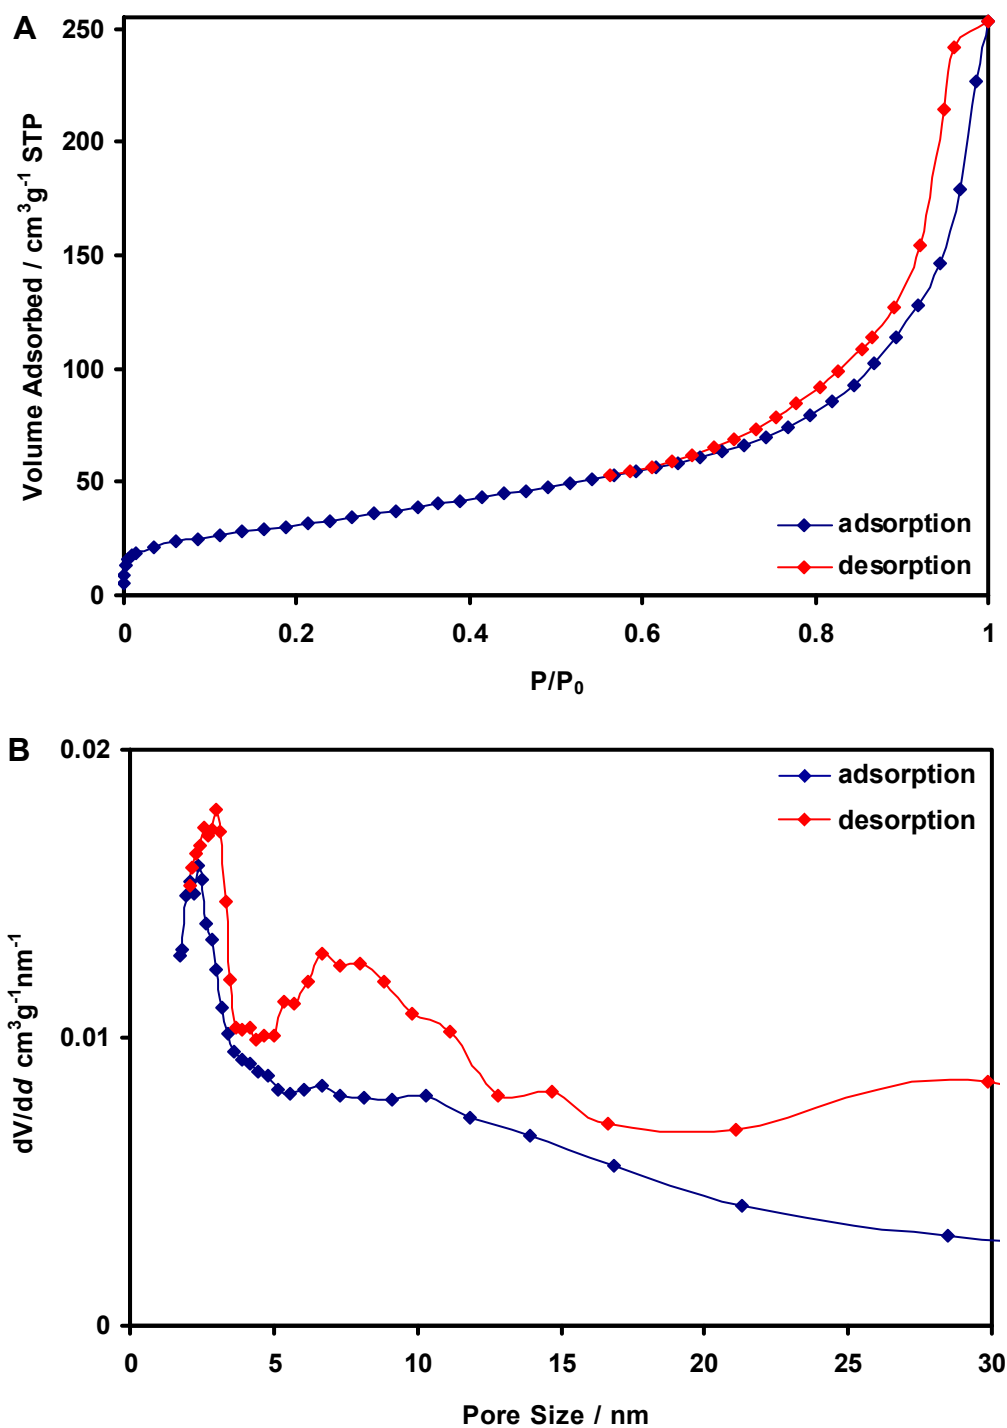 A
250
200
150
100
50
0
Volume Adsorbed / cm³g⁻¹ STP
adsorption
desorption
0 0.2 0.4 0.6 0.8 1
P/P₀
B
0.02
0.01
0
dV/dd cm³g⁻¹nm⁻¹
adsorption
desorption
0 5 10 15 20 25 30
Pore Size / nm